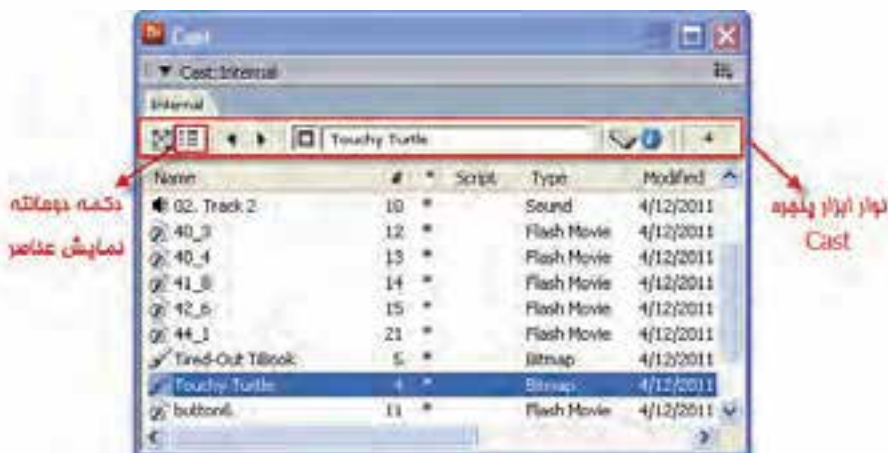 Cast
Cast:Internal
Internal
Touchy Turtle 4
Name # * Script Type Modified
02. Track 2 10 Sound 4/12/2011
40_3 12 * Flash Movie 4/12/2011
40_4 13 * Flash Movie 4/12/2011
41_8 14 * Flash Movie 4/12/2011
42_6 15 * Flash Movie 4/12/2011
44_1 21 * Flash Movie 4/12/2011
Tired-Out 5 * Bitmap 4/12/2011
Touchy Turtle 4 * Bitmap 4/12/2011
11 * Flash Movie 4/12/2011
نوار ابزار پنجره
Cast
دکمه دوحالته
نمایش عناصر